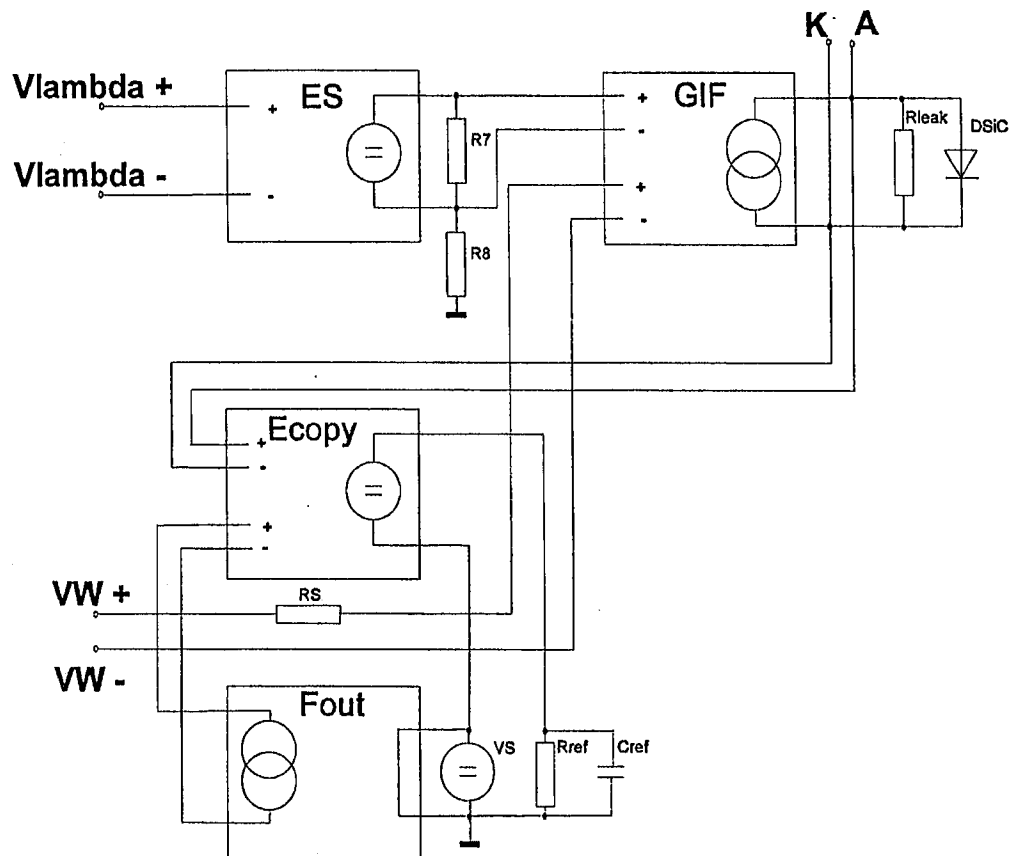 K A
Vlambda +
ES
GIF
+
+
Rleak
DSiC
-
R7
Vlambda -
+
-
-
R8
Ecopy
+
-
+
-
VW +
RS
VW -
Fout
VS
Rref
Cref